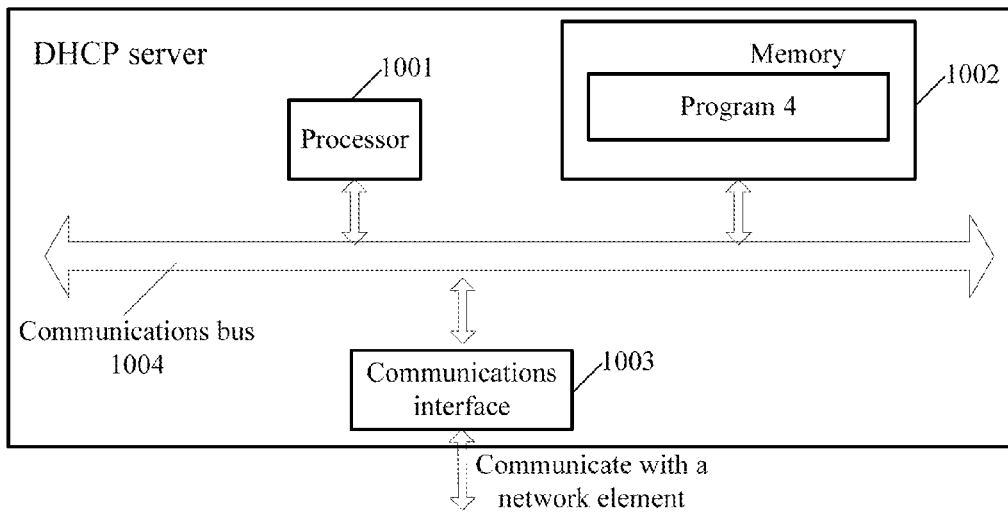 DHCP server
1001
Processor
Memory
Program 4
1002
Communications bus
1004
1003
Communications
interface
Communicate with a
network element